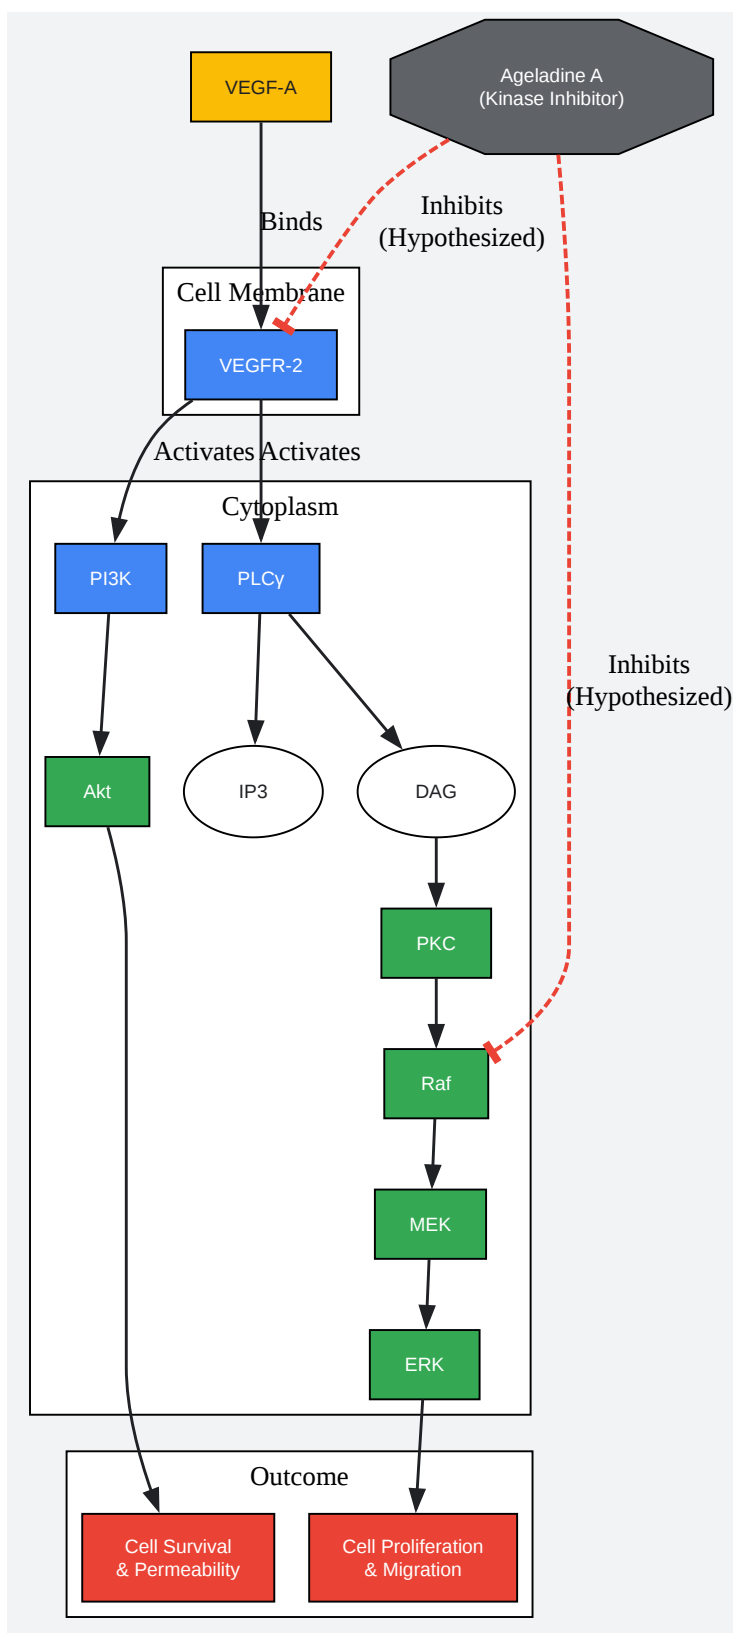 VEGF-A
Ageladine A
(Kinase Inhibitor)
Binds
Inhibits
(Hypothesized)
Cell Membrane
VEGFR-2
Activates
Activates
Cytoplasm
PI3K
PLCγ
Inhibits
(Hypothesized)
Akt
IP3
DAG
PKC
Raf
MEK
ERK
Outcome
Cell Survival
& Permeability
Cell Proliferation
& Migration